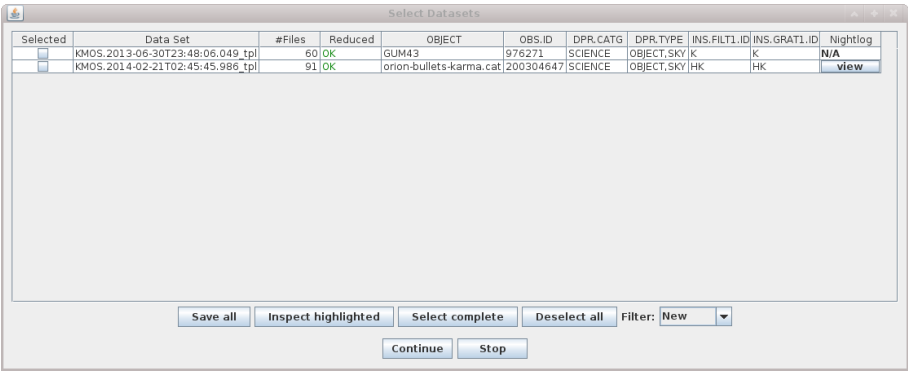 Select Datasets
Selected Data Set #Files Reduced OBJECT OBS.ID DPR.CATG DPR.TYPE INS.FILT1.ID INS.GRAT1.ID Nightlog
KMOS.2013-06-30T23:48:06.049_tpl 60 OK GUM43 976271 SCIENCE OBJECT,SKY K K N/A
KMOS.2014-02-21T02:45:45.986_tpl 91 OK orion-bullets-karma.cat 200304647 SCIENCE OBJECT,SKY HK HK view
Save all Inspect highlighted Select complete Deselect all Filter: New
Continue Stop